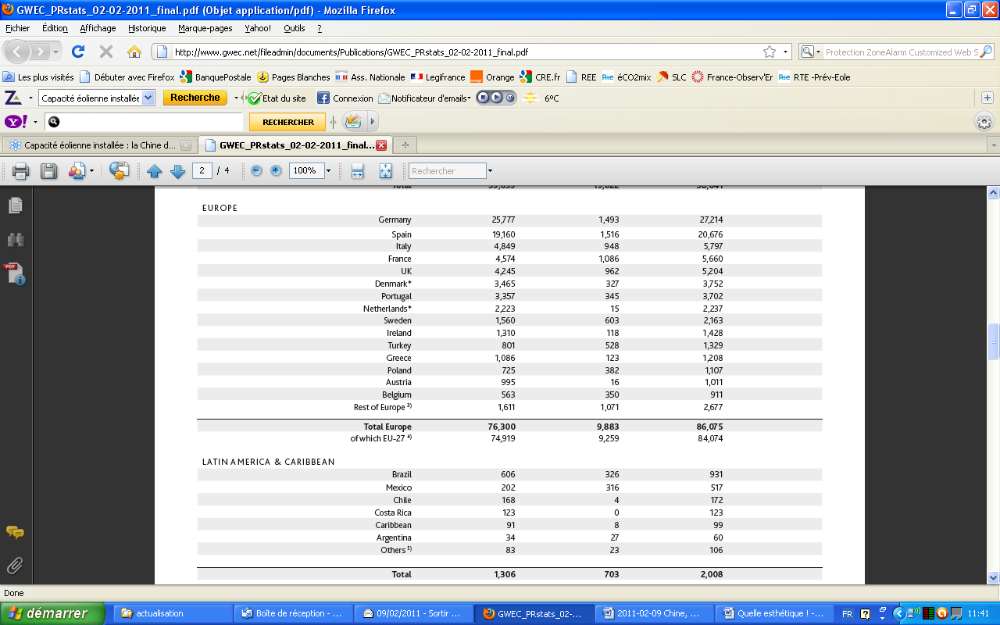 GWEC_PRstats_02-02-2011_final.pdf (Objet application/pdf) - Mozilla Firefox
Fichier Édition Affichage Historique Marque-pages Yahoo! Outils ?
http://www.gwec.net/fileadmin/documents/Publications/GWEC_PRstats_02-02-2011_final.pdf Protection ZoneAlarm Customized Web S
Les plus visités Débuter avec Firefox BanquePostale Pages Blanches Ass. Nationale Legifrance Orange CRE.fr REE éCO2mix SLC France-Observ'Er RTE -Prév-Eole
Capacité éolienne installée Recherche Etat du site Connexion Notificateur d'emails 6°C
Y! RECHERCHER
Capacité éolienne installée : la Chine d... GWEC_PRstats_02-02-2011_final...
2 / 4 100% Rechercher
EUROPE
Germany 25,777 1,493 27,214
Spain 19,160 1,516 20,676
Italy 4,849 948 5,797
France 4,574 1,086 5,660
UK 4,245 962 5,204
Denmark* 3,465 327 3,752
Portugal 3,357 345 3,702
Netherlands* 2,223 15 2,237
Sweden 1,560 603 2,163
Ireland 1,310 118 1,428
Turkey 801 528 1,329
Greece 1,086 123 1,208
Poland 725 382 1,107
Austria 995 16 1,011
Belgium 563 350 911
Rest of Europe 3) 1,611 1,071 2,677
Total Europe 76,300 9,883 86,075
of which EU-27 4) 74,919 9,259 84,074
LATIN AMERICA & CARIBBEAN
Brazil 606 326 931
Mexico 202 316 517
Chile 168 4 172
Costa Rica 123 0 123
Caribbean 91 8 99
Argentina 34 27 60
Others 5) 83 23 106
Total 1,306 703 2,008
Done
démarrer actualisation Boîte de réception - ... 09/02/2011 - Sortir ... GWEC_PRstats_02-... 2011-02-09 Chine, ... Quelle esthétique ! -... FR 11:41